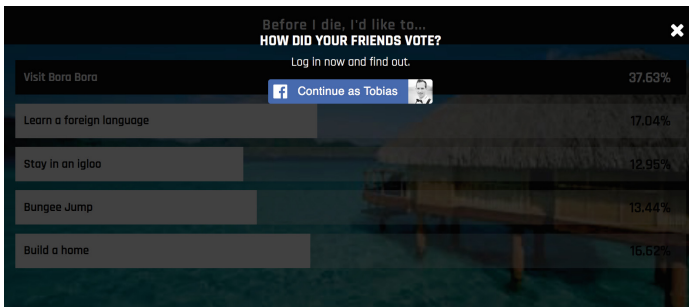 Before I die, I'd like to...
HOW DID YOUR FRIENDS VOTE?
Log in now and find out.
Continue as Tobias
Visit Bora Bora 37.63%
Learn a foreign language 17.04%
Stay in an igloo 12.95%
Bungee Jump 13.44%
Build a home 16.62%